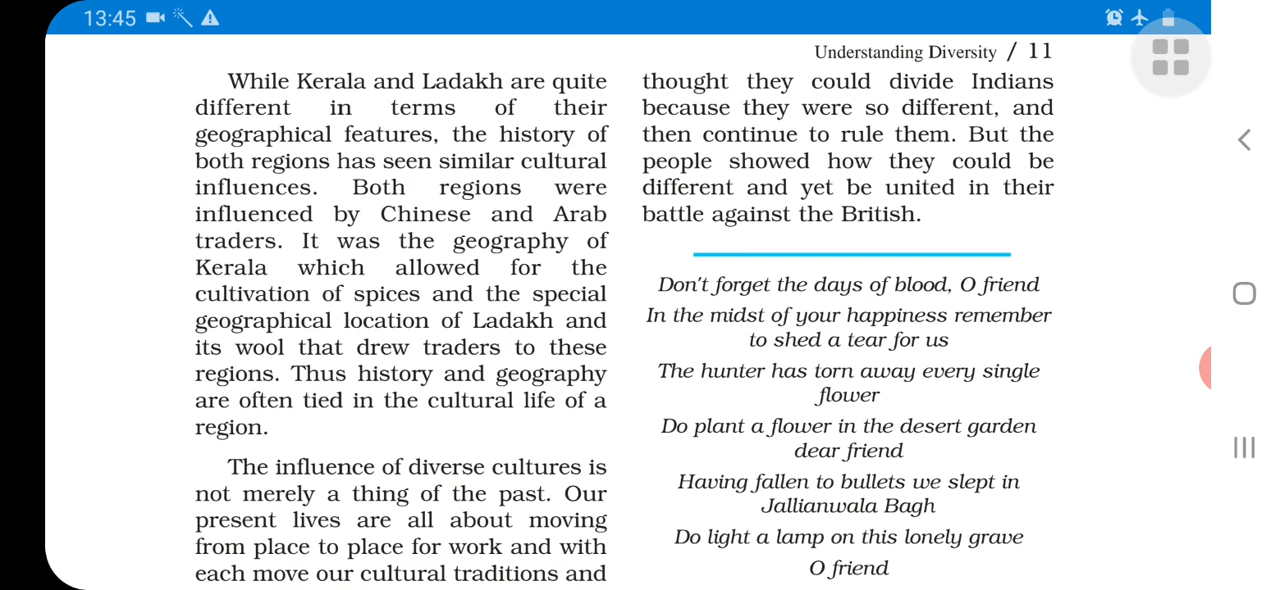 13:45
Understanding Diversity / 11
While Kerala and Ladakh are quite
different in terms of their
geographical features, the history of
both regions has seen similar cultural
influences. Both regions were
influenced by Chinese and Arab
traders. It was the geography of
Kerala which allowed for the
cultivation of spices and the special
geographical location of Ladakh and
its wool that drew traders to these
regions. Thus history and geography
are often tied in the cultural life of a
region.
The influence of diverse cultures is
not merely a thing of the past. Our
present lives are all about moving
from place to place for work and with
each move our cultural traditions and
thought they could divide Indians
because they were so different, and
then continue to rule them. But the
people showed how they could be
different and yet be united in their
battle against the British.
Don't forget the days of blood, O friend
In the midst of your happiness remember
to shed a tear for us
The hunter has torn away every single
flower
Do plant a flower in the desert garden
dear friend
Having fallen to bullets we slept in
Jallianwala Bagh
Do light a lamp on this lonely grave
O friend